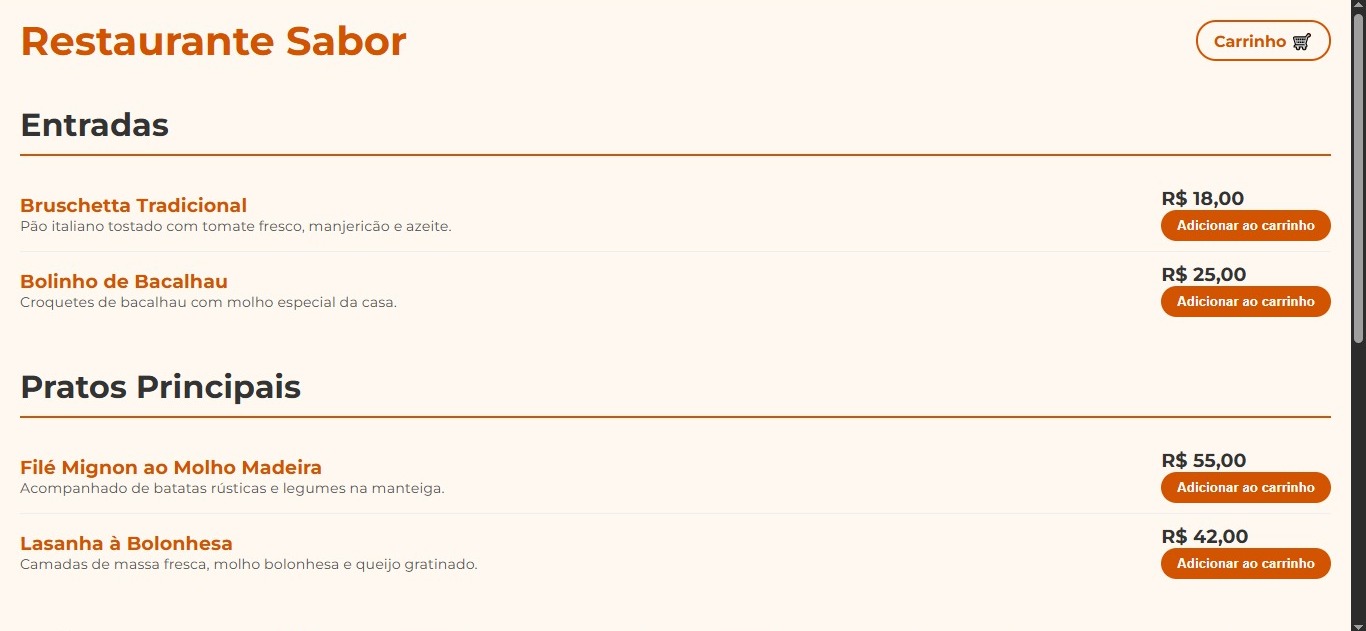 Restaurante Sabor
Carrinho 🛒
Entradas
Bruschetta Tradicional
Pão italiano tostado com tomate fresco, manjericão e azeite.
R$ 18,00
Adicionar ao carrinho
Bolinho de Bacalhau
Croquetes de bacalhau com molho especial da casa.
R$ 25,00
Adicionar ao carrinho
Pratos Principais
Filé Mignon ao Molho Madeira
Acompanhado de batatas rústicas e legumes na manteiga.
R$ 55,00
Adicionar ao carrinho
Lasanha à Bolonhesa
Camadas de massa fresca, molho bolonhesa e queijo gratinado.
R$ 42,00
Adicionar ao carrinho